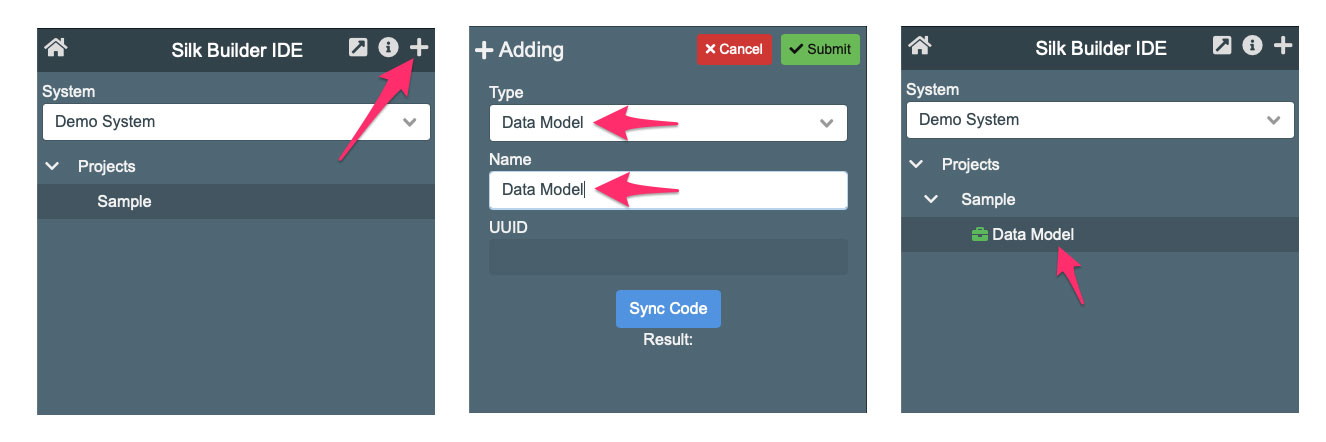 Silk Builder IDE
System
Demo System
Projects
Sample
Adding
Cancel
Submit
Type
Data Model
Name
Data Model
UUID
Sync Code
Result:
Silk Builder IDE
System
Demo System
Projects
Sample
Data Model